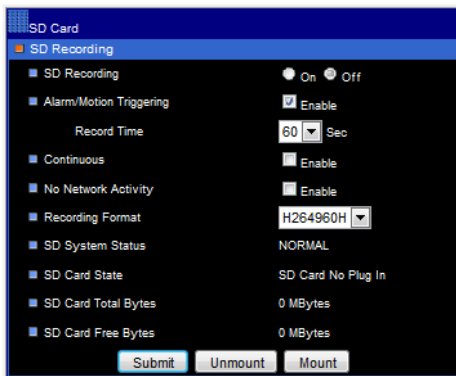 SD Card
SD Recording
SD Recording On Off
Alarm/Motion Triggering Enable
Record Time 60 Sec
Continuous Enable
No Network Activity Enable
Recording Format H264960H
SD System Status NORMAL
SD Card State SD Card No Plug In
SD Card Total Bytes 0 MBytes
SD Card Free Bytes 0 MBytes
Submit Unmount Mount